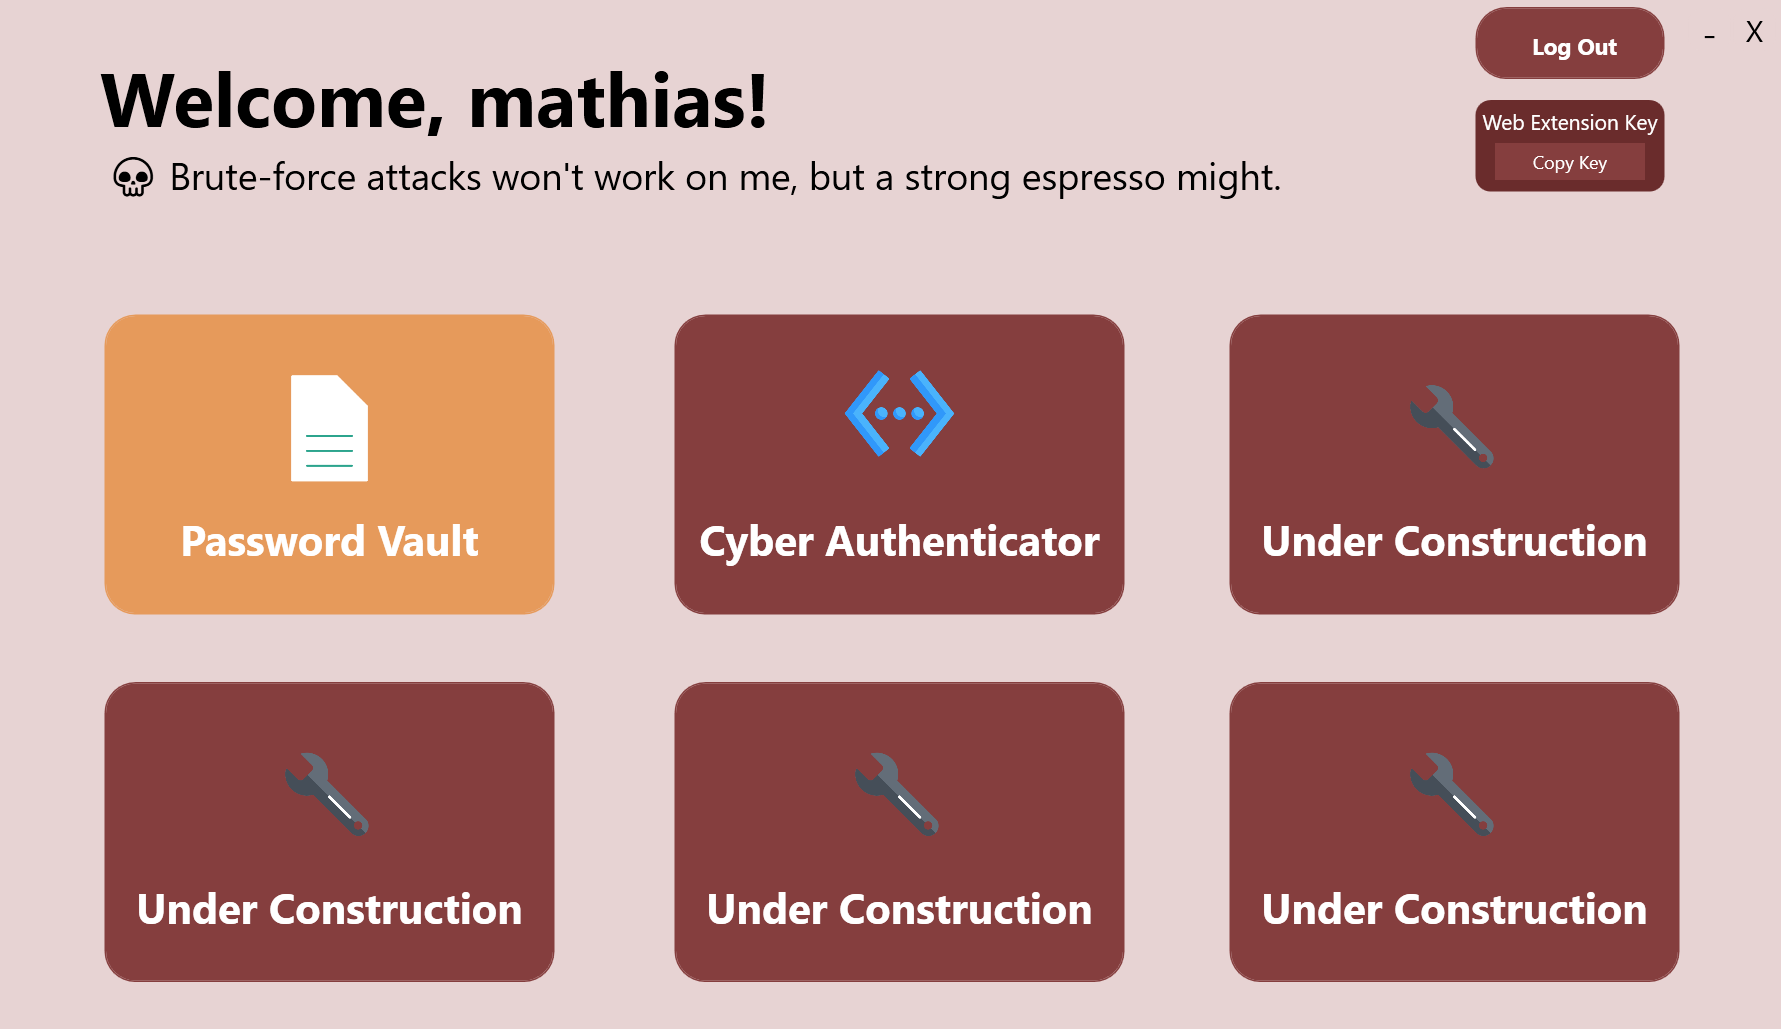 Log Out
- X
Welcome, mathias!
Web Extension Key
Copy Key
Brute-force attacks won't work on me, but a strong espresso might.
Password Vault
Cyber Authenticator
Under Construction
Under Construction
Under Construction
Under Construction